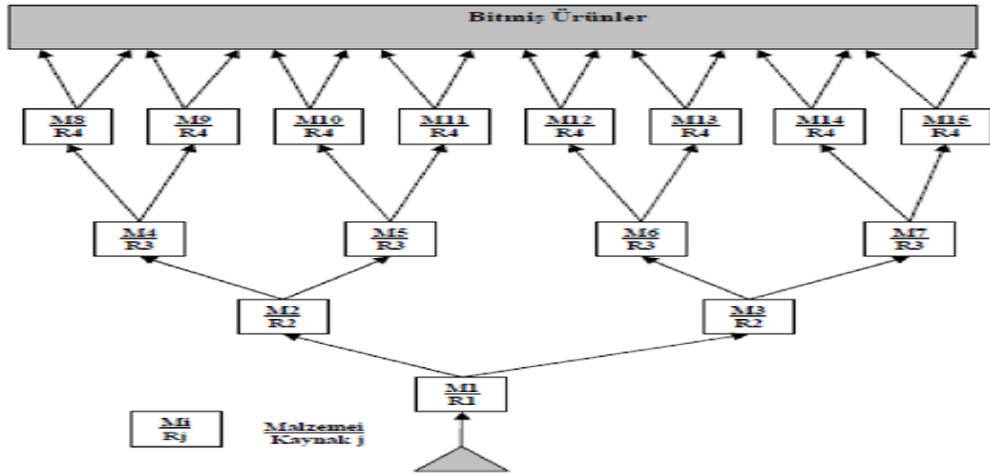 Bitmiş Ürünler
M8 M9 M10 M11 M12 M13 M14 M15
R4 R4 R4 R4 R4 R4 R4 R4
M4 M5 M6 M7
R3 R3 R3 R3
M2 M3
R2 R2
M1
R1
Mi Malzemei
Rj Kaynak j